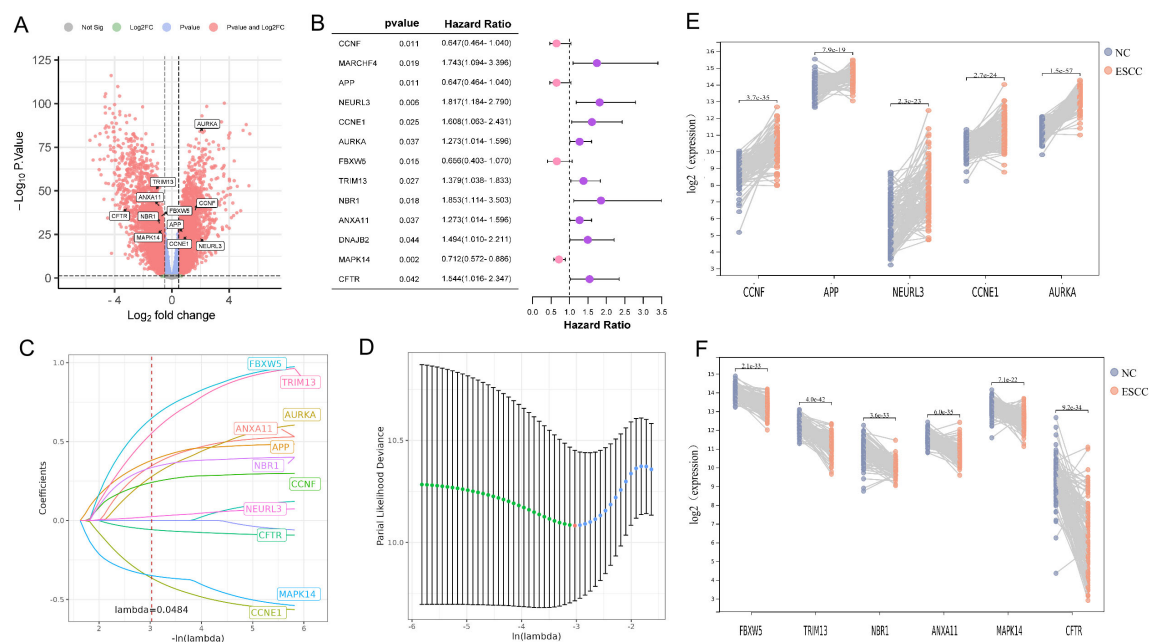 A
Not Sig
Log2FC
Pvalue
Pvalue and Log2FC
125
100
75
50
25
0
− Log10 P.Value
AURKA
TRIM13
ANXA11
CCNF
CFTR
NBR1
FBXW5
APP
MAPK14
CCNE1
NEURL3
- 4
0
4
Log2 fold change
B
pvalue Hazard Ratio
CCNF 0.011 0.647(0.464- 1.040)
MARCHF4 0.019 1.743(1.094 - 3.396)
APP 0.011 0.647(0.464- 1.040)
NEURL3 0.006 1.817(1.184 - 2.790)
CCNE1 0.025 1.608(1.063- 2.431)
AURKA 0.037 1.273(1.014 - 1.596)
FBXW5 0.015 0.656(0.403- 1.070)
TRIM13 0.027 1.379(1.038 - 1.833)
NBR1 0.018 1.853(1.114- 3.503)
ANXA11 0.037 1.273(1.014 - 1.596)
DNAJB2 0.044 1.494(1.010-2.211)
MAPK14 0.002 0.712(0.572- 0.886)
CFTR 0.042 1.544(1.016- 2.347)
0.0 0.5 1.0 1.5 2.0 2.5 3.0 3.5
Hazard Ratio
C
1.0
0.5
0.0
-0.5
Coefficients
FBXW5
TRIM13
AURKA
ANXA11
APP
NBR1
CCNF
NEURL3
CFTR
MAPK14
CCNE1
lambda=0.0484
2 3 4 5 6
-ln(lambda)
D
10.5
10.0
Parial Likelihood Deviance
-5 -4 -3 -2
ln(lambda)
E
16
15
14
13
12
11
10
9
8
7
6
5
4
3
log2（expression）
3.7e-35
7.9e-19
2.3e-23
2.7e-24
1.5e-57
NC
ESCC
CCNF APP NEURL3 CCNE1 AURKA
F
15
14
13
12
11
10
9
8
7
6
5
4
3
log2（expression）
2.1e-33
4.0e-42
3.6e-33
6.0e-35
7.1e-22
9.2e-34
NC
ESCC
FBXW5 TRIM13 NBR1 ANXA11 MAPK14 CFTR